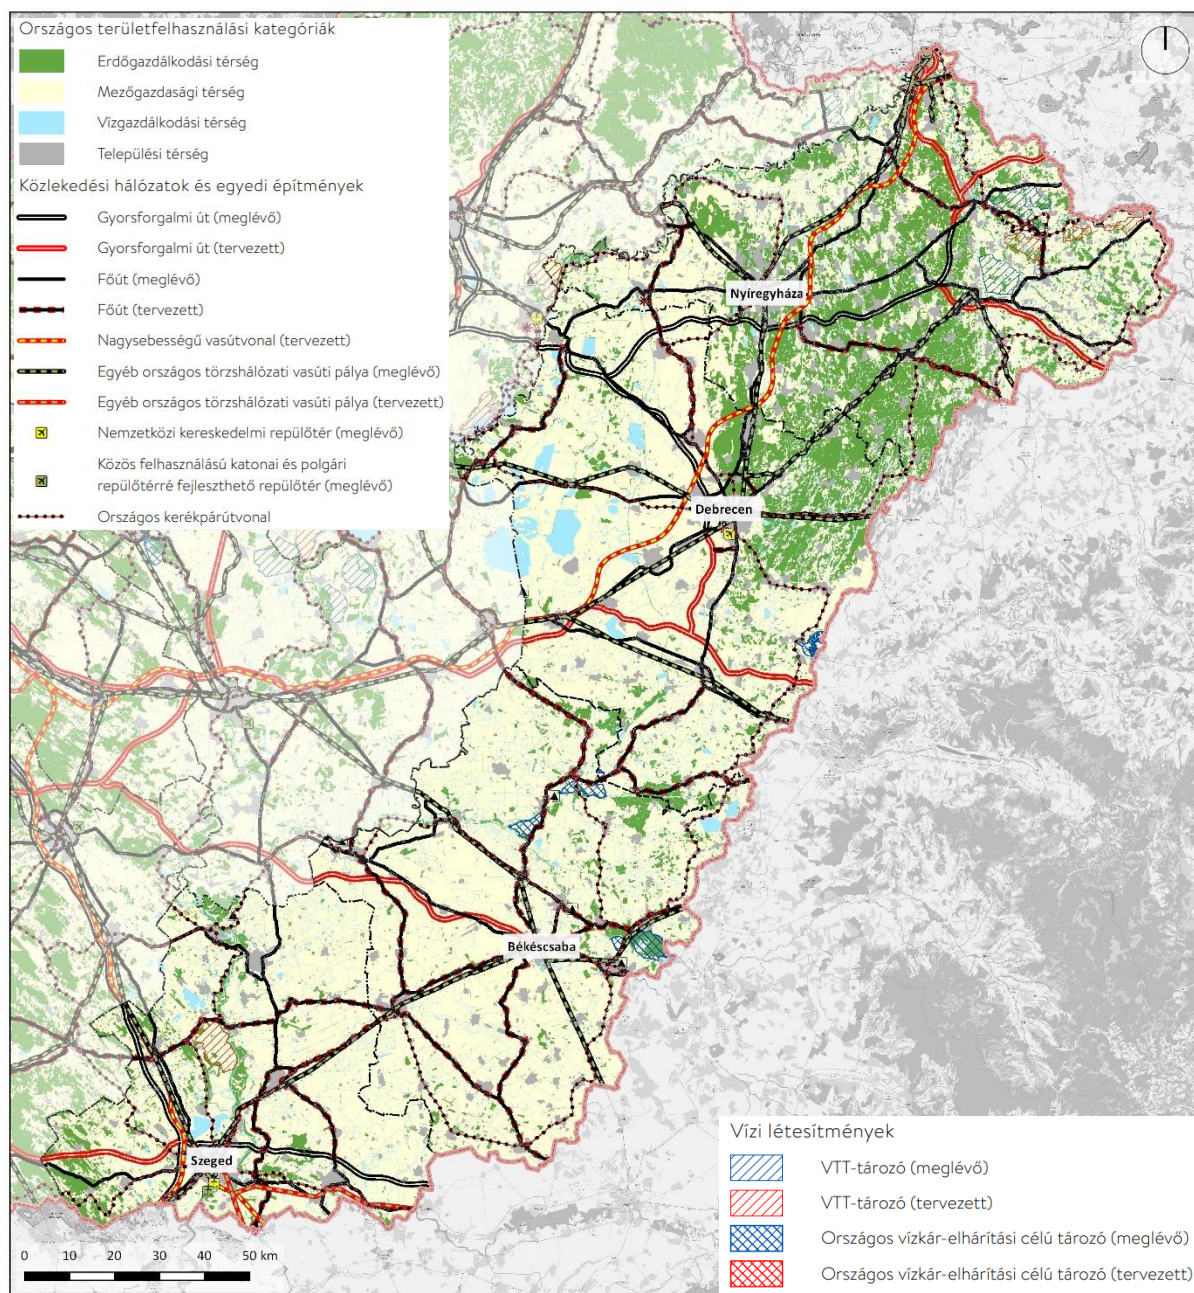 Országos területfelhasználási kategóriák
Erdőgazdálkodási térség
Mezőgazdasági térség
Vízgazdálkodási térség
Települési térség
Közlekedési hálózatok és egyedi építmények
Gyorsforgalmi út (meglévő)
Gyorsforgalmi út (tervezett)
Főút (meglévő)
Főút (tervezett)
Nagysebességű vasútvonal (tervezett)
Egyéb országos törzshálózati vasúti pálya (meglévő)
Egyéb országos törzshálózati vasúti pálya (tervezett)
Nemzetközi kereskedelmi repülőtér (meglévő)
Közös felhasználású katonai és polgári
repülőtérré fejleszthető repülőtér (meglévő)
Országos kerékpárútvonal
Nyíregyháza
Debrecen
Békéscsaba
Szeged
0 10 20 30 40 50 km
Vízi létesítmények
VTT-tározó (meglévő)
VTT-tározó (tervezett)
Országos vízkár-elhárítási célú tározó (meglévő)
Országos vízkár-elhárítási célú tározó (tervezett)